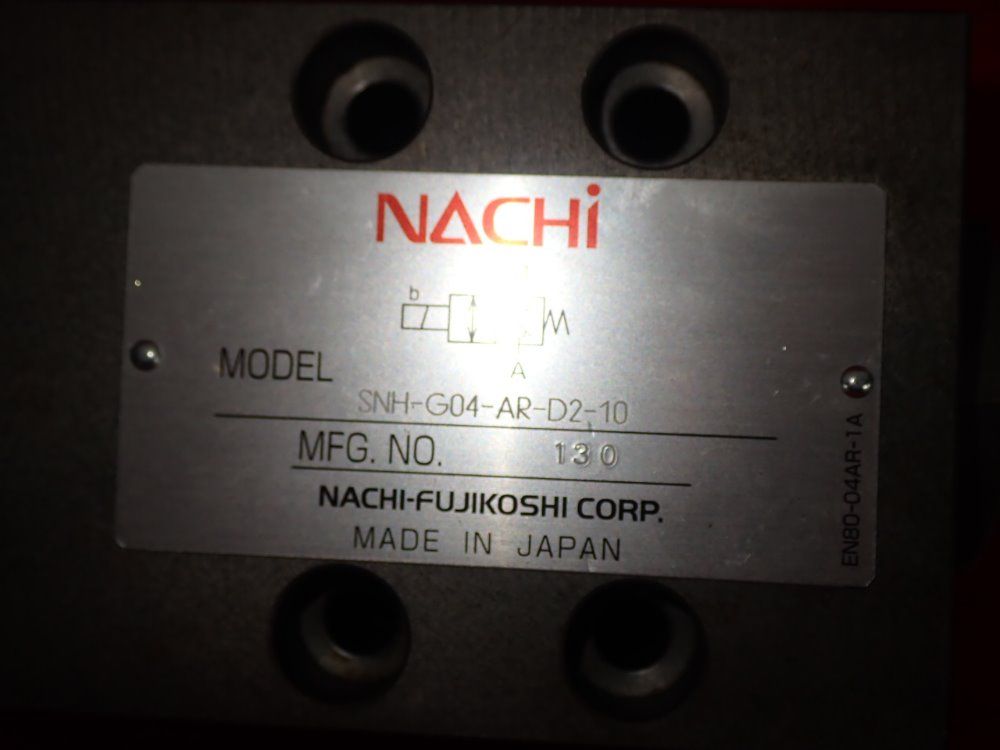 NACHi
b
A
MODEL SNH-G04-AR-D2-10
MFG. NO. 130
NACHI-FUJIKOSHI CORP.
MADE IN JAPAN
EN80-04AR-1A